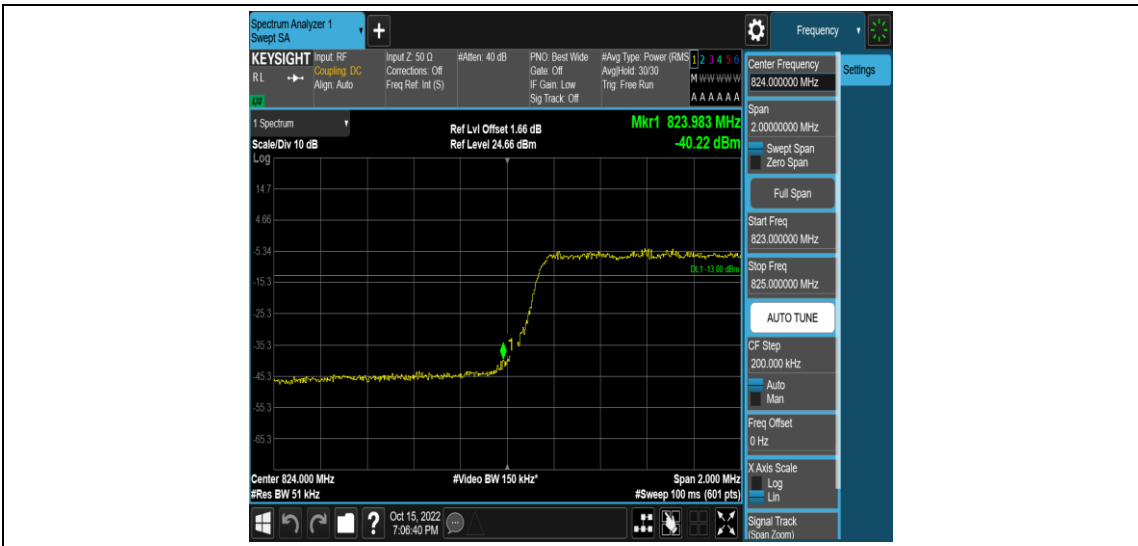 Spectrum Analyzer 1
Swept SA
+
Frequency
KEYSIGHT
RL
LXI
Input: RF
Coupling: DC
Align: Auto
Input Z: 50 Ω
Corrections: Off
Freq Ref: Int (S)
#Atten: 40 dB
PNO: Best Wide
Gate: Off
IF Gain: Low
Sig Track: Off
#Avg Type: Power (RMS
Avg|Hold: 30/30
Trig: Free Run
1 2 3 4 5 6
M W W W W W
A A A A A A
Center Frequency
824.000000 MHz
Settings
Span
2.00000000 MHz
Swept Span
Zero Span
Full Span
Start Freq
823.000000 MHz
Stop Freq
825.000000 MHz
AUTO TUNE
CF Step
200.000 kHz
Auto
Man
Freq Offset
0 Hz
X Axis Scale
Log
Lin
Signal Track
(Span Zoom)
1 Spectrum
Scale/Div 10 dB
Log
Ref Lvl Offset 1.66 dB
Ref Level 24.66 dBm
Mkr1 823.983 MHz
-40.22 dBm
14.7
4.66
-5.34
DL1 -13.00 dBm
-15.3
-25.3
-35.3
1
-45.3
-55.3
-65.3
Center 824.000 MHz
#Video BW 150 kHz*
Span 2.000 MHz
#Res BW 51 kHz
#Sweep 100 ms (601 pts)
?
Oct 15, 2022
7:06:40 PM